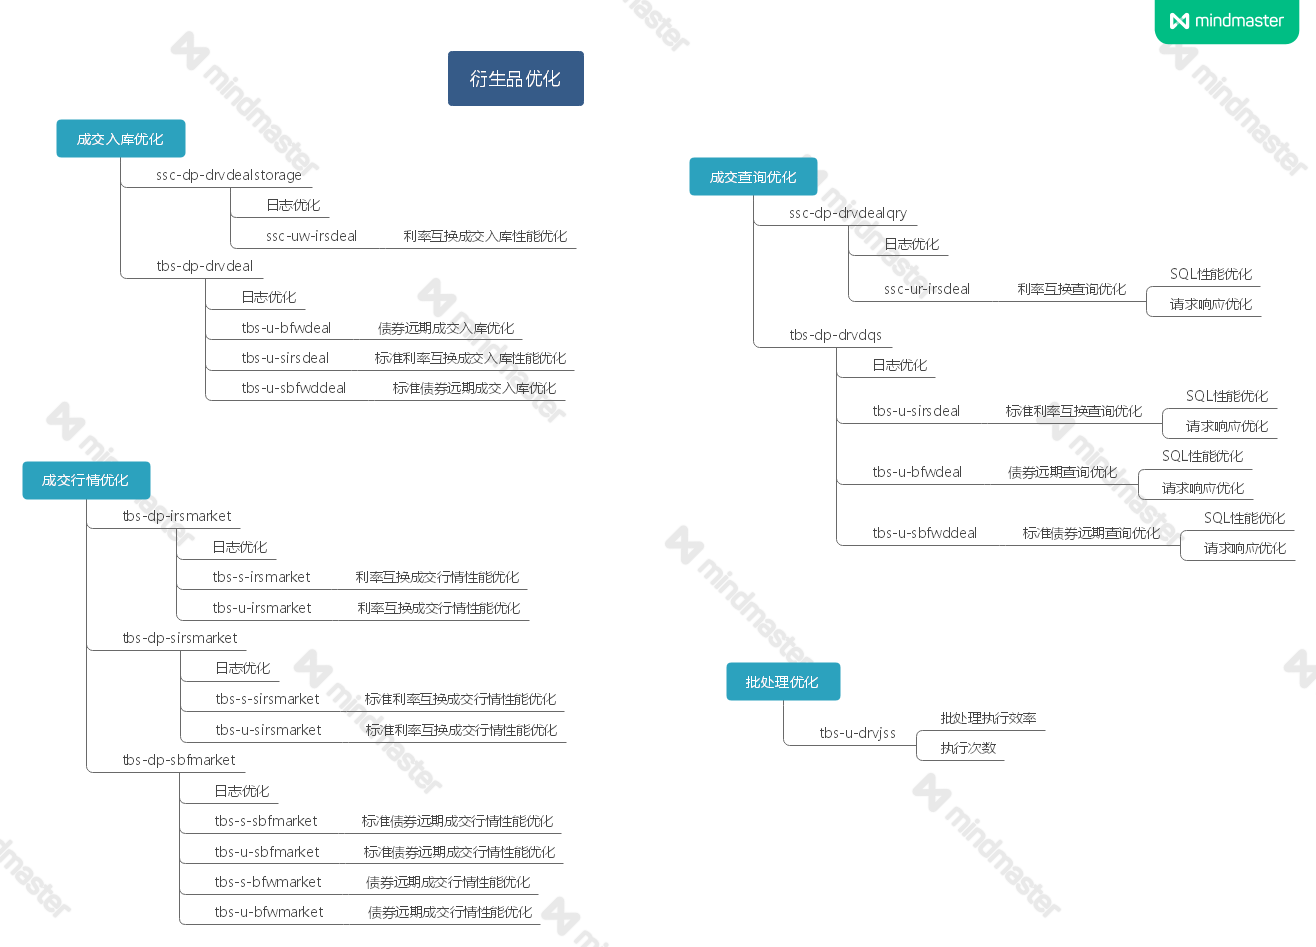 mindmaster
衍生品优化
成交入库优化
ssc-dp-drvdealstorage
日志优化
ssc-uw-irsdeal 利率互换成交入库性能优化
tbs-dp-drvdeal
日志优化
tbs-u-bfwdeal 债券远期成交入库优化
tbs-u-sirsdeal 标准利率互换成交入库性能优化
tbs-u-sbfwddeal 标准债券远期成交入库优化
成交行情优化
tbs-dp-irsmarket
日志优化
tbs-s-irsmarket 利率互换成交行情性能优化
tbs-u-irsmarket 利率互换成交行情性能优化
tbs-dp-sirsmarket
日志优化
tbs-s-sirsmarket 标准利率互换成交行情性能优化
tbs-u-sirsmarket 标准利率互换成交行情性能优化
tbs-dp-sbfmarket
日志优化
tbs-s-sbfmarket 标准债券远期成交行情性能优化
tbs-u-sbfmarket 标准债券远期成交行情性能优化
tbs-s-bfwmarket 债券远期成交行情性能优化
tbs-u-bfwmarket 债券远期成交行情性能优化
成交查询优化
ssc-dp-drvdealqry
日志优化
ssc-ur-irsdeal 利率互换查询优化
SQL性能优化
请求响应优化
tbs-dp-drvdqs
日志优化
tbs-u-sirsdeal 标准利率互换查询优化
SQL性能优化
请求响应优化
tbs-u-bfwdeal 债券远期查询优化
SQL性能优化
请求响应优化
tbs-u-sbfwddeal 标准债券远期查询优化
SQL性能优化
请求响应优化
批处理优化
tbs-u-drvjss
批处理执行效率
执行次数